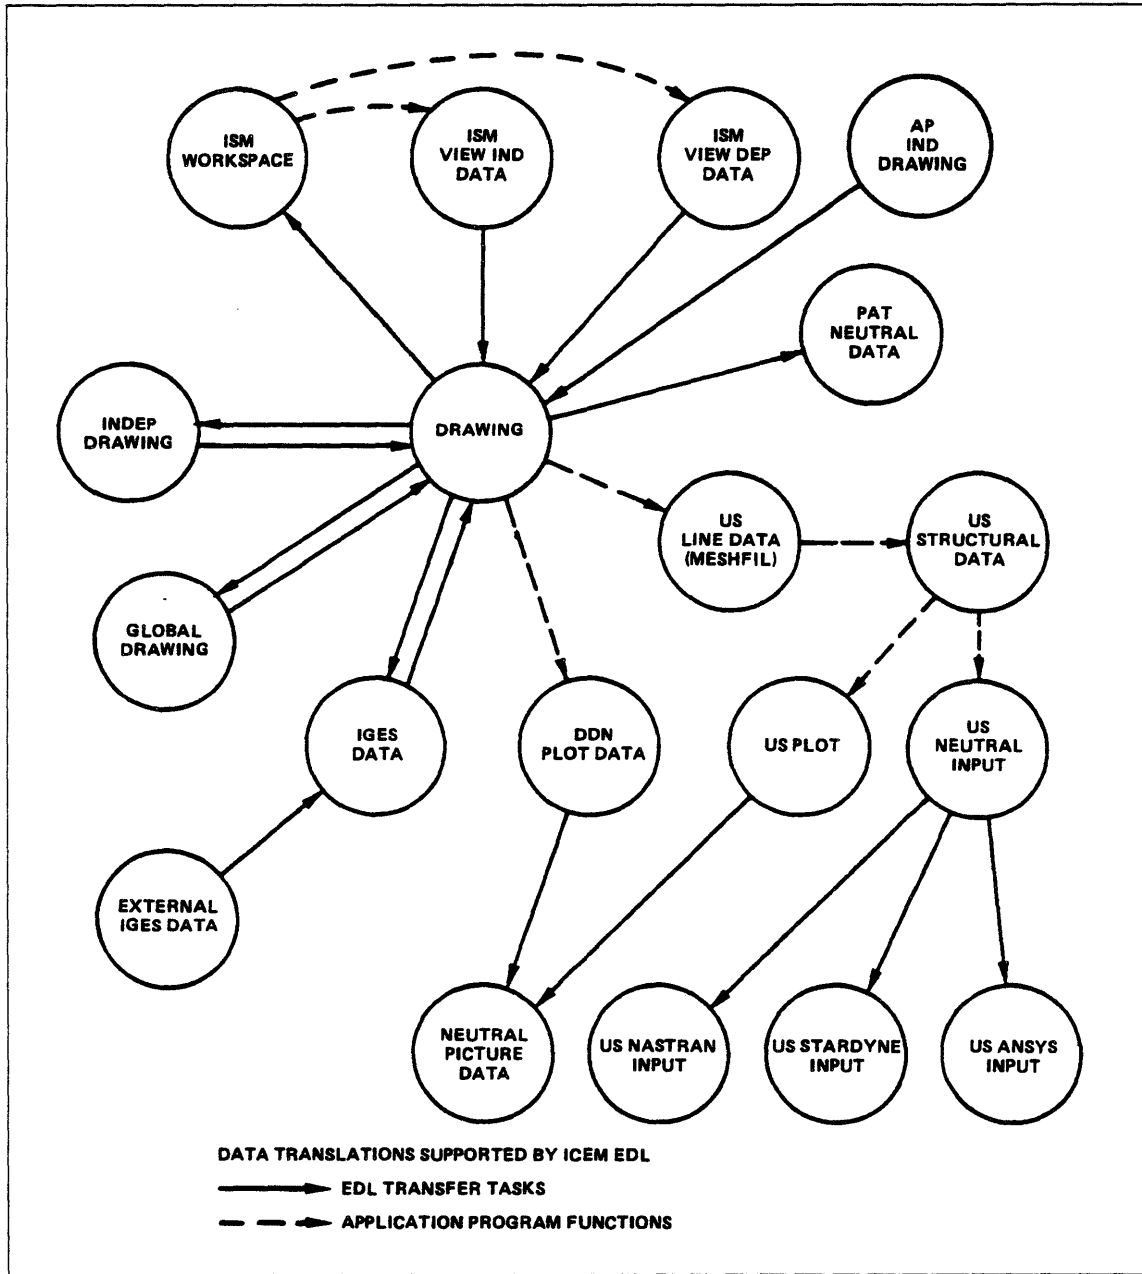 ISM
WORKSPACE
ISM
VIEW IND
DATA
ISM
VIEW DEP
DATA
AP
IND
DRAWING
PAT
NEUTRAL
DATA
INDEP
DRAWING
DRAWING
US
LINE DATA
(MESHFIL)
US
STRUCTURAL
DATA
GLOBAL
DRAWING
IGES
DATA
DDN
PLOT DATA
US PLOT
US
NEUTRAL
INPUT
EXTERNAL
IGES DATA
NEUTRAL
PICTURE
DATA
US NASTRAN
INPUT
US STARDYNE
INPUT
US ANSYS
INPUT
DATA TRANSLATIONS SUPPORTED BY ICEM EDL
EDL TRANSFER TASKS
APPLICATION PROGRAM FUNCTIONS